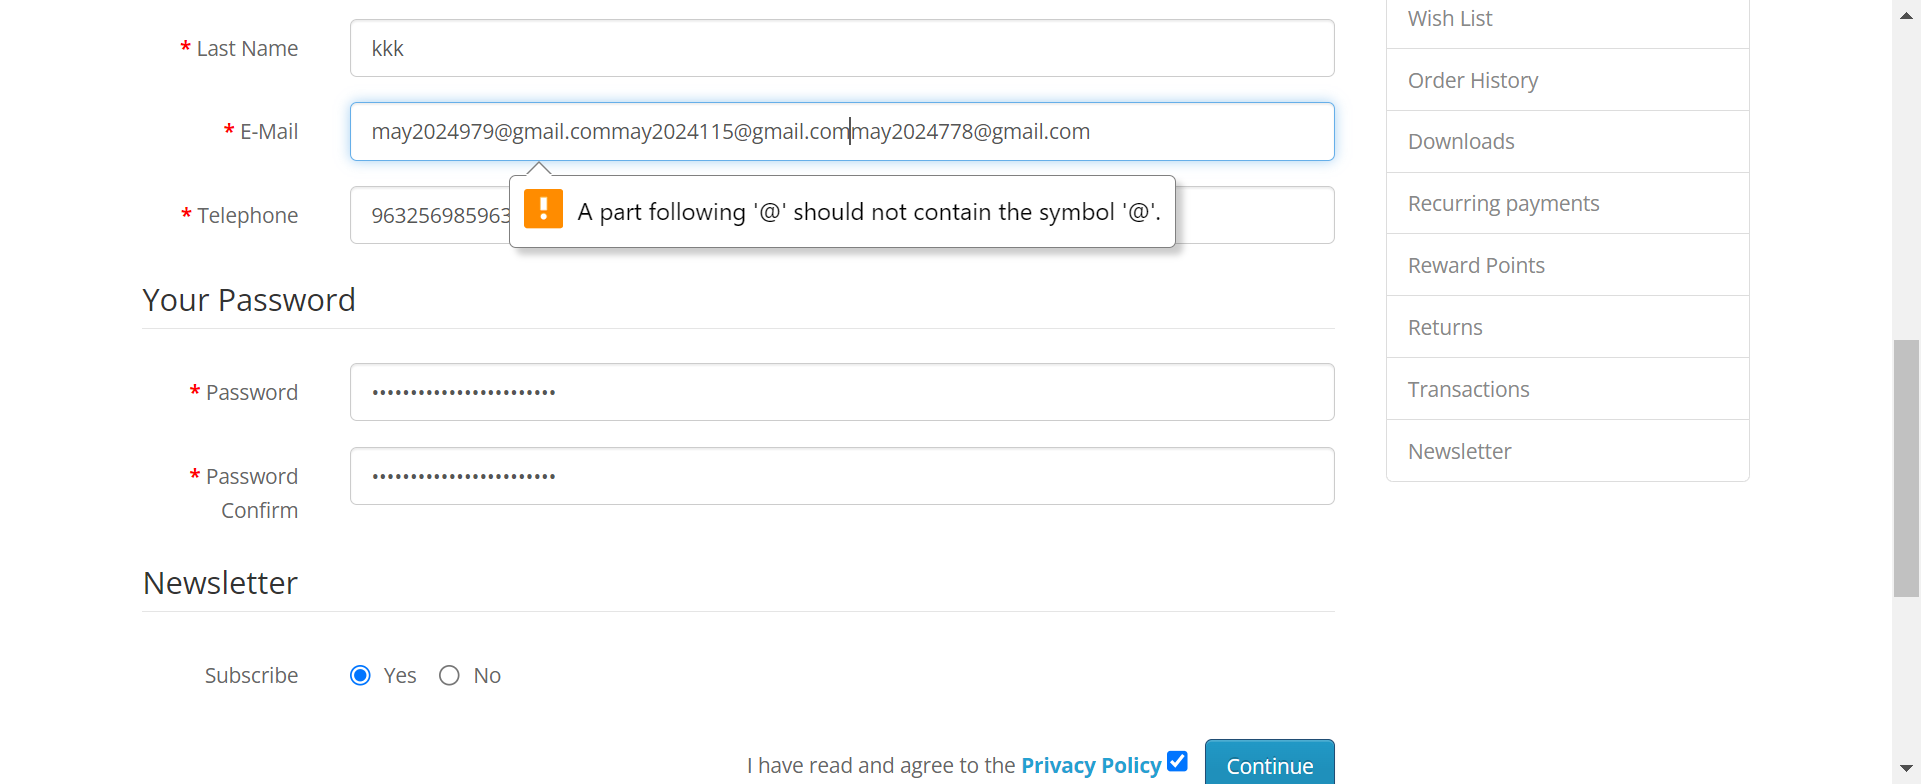 * Last Name
kkk
* E-Mail
may2024979@gmail.commay2024115@gmail.commay2024778@gmail.com
* Telephone
963256985963
A part following '@' should not contain the symbol '@'.
Your Password
* Password
••••••••••••••••••••••••
* Password
Confirm
••••••••••••••••••••••••
Newsletter
Subscribe
Yes
No
I have read and agree to the Privacy Policy
Continue
Wish List
Order History
Downloads
Recurring payments
Reward Points
Returns
Transactions
Newsletter